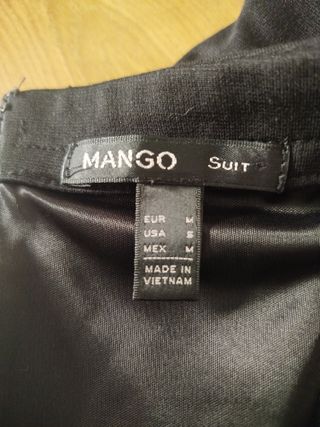 MANGO SUIT
EUR M
USA S
MEX M
MADE IN
VIETNAM